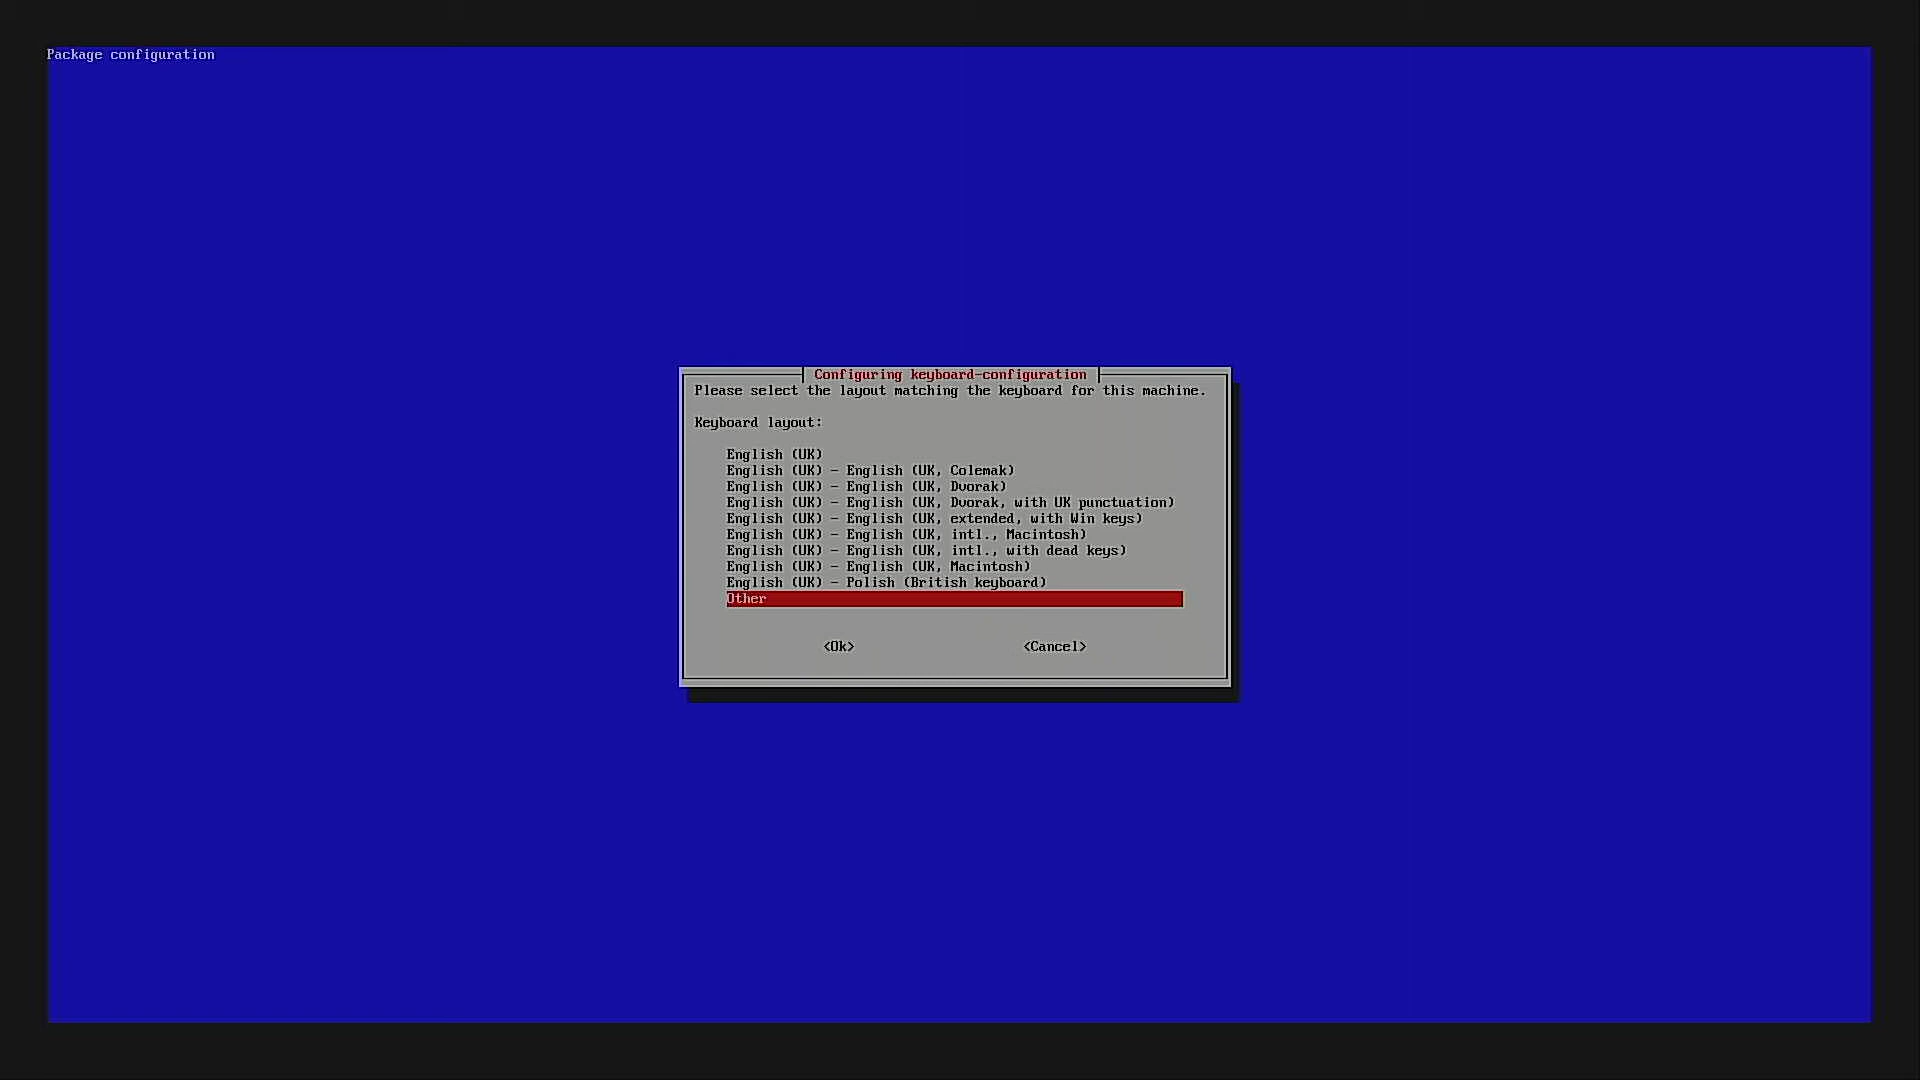 Package configuration
Configuring keyboard-configuration
Please select the layout matching the keyboard for this machine.
Keyboard layout:
English (UK)
English (UK) - English (UK, Colemak)
English (UK) - English (UK, Dvorak)
English (UK) - English (UK, Dvorak, with UK punctuation)
English (UK) - English (UK, extended, with Win keys)
English (UK) - English (UK, intl., Macintosh)
English (UK) - English (UK, intl., with dead keys)
English (UK) - English (UK, Macintosh)
English (UK) - Polish (British keyboard)
Other
<Ok> <Cancel>